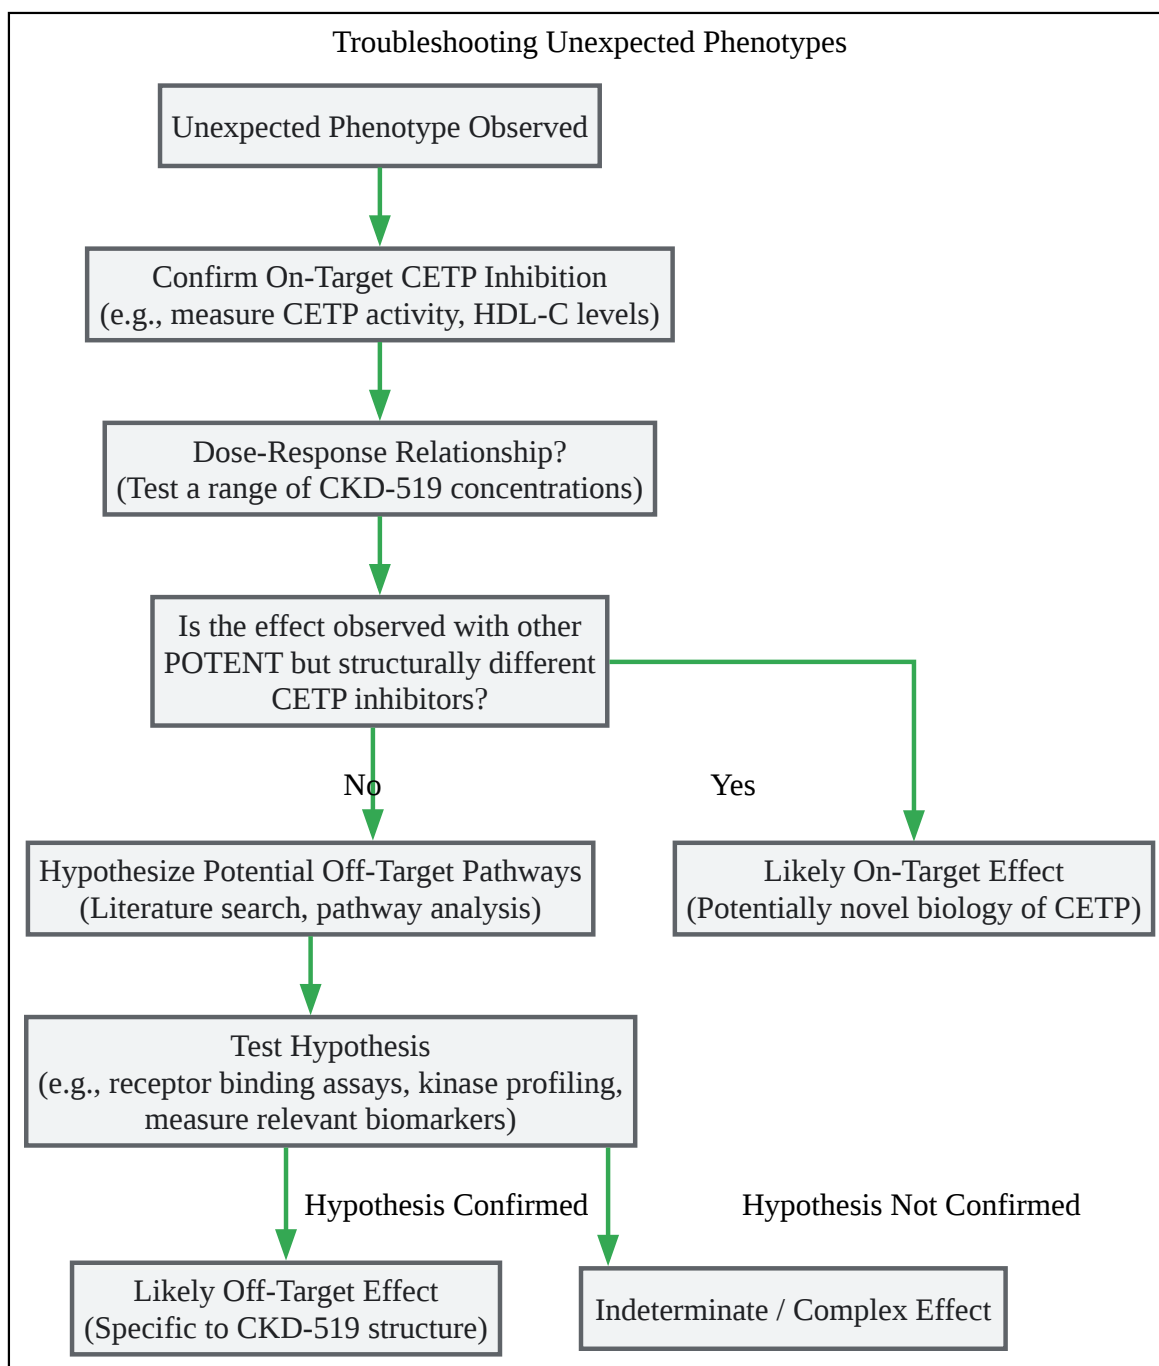 Troubleshooting Unexpected Phenotypes
Unexpected Phenotype Observed
Confirm On-Target CETP Inhibition
(e.g., measure CETP activity, HDL-C levels)
Dose-Response Relationship?
(Test a range of CKD-519 concentrations)
Is the effect observed with other
POTENT but structurally different
CETP inhibitors?
No
Yes
Hypothesize Potential Off-Target Pathways
(Literature search, pathway analysis)
Likely On-Target Effect
(Potentially novel biology of CETP)
Test Hypothesis
(e.g., receptor binding assays, kinase profiling,
measure relevant biomarkers)
Hypothesis Confirmed
Hypothesis Not Confirmed
Likely Off-Target Effect
(Specific to CKD-519 structure)
Indeterminate / Complex Effect